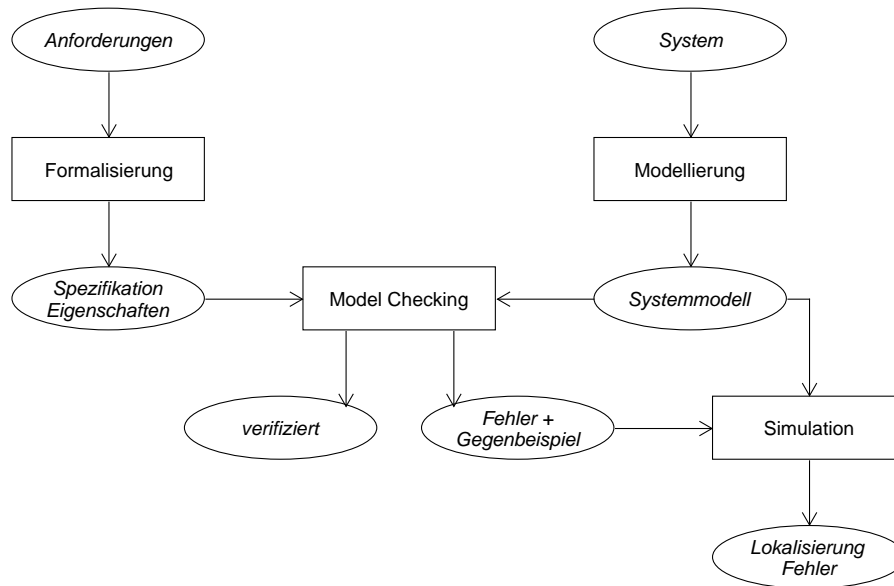 Anforderungen
System
Formalisierung
Modellierung
Spezifikation
Eigenschaften
Model Checking
Systemmodell
verifiziert
Fehler +
Gegenbeispiel
Simulation
Lokalisierung
Fehler